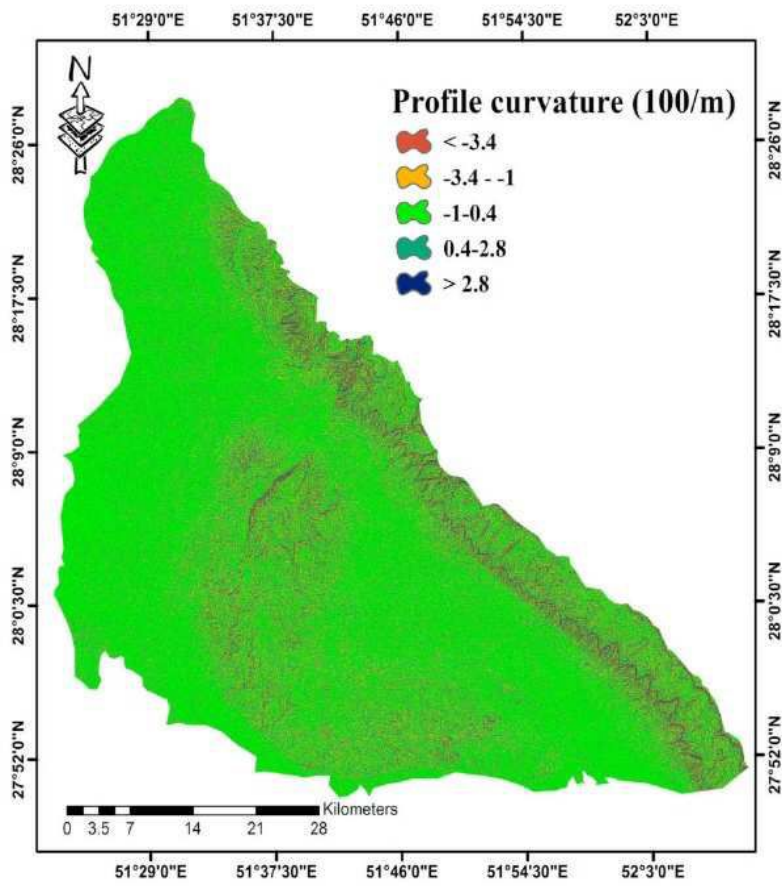 51°29'0"E 51°37'30"E 51°46'0"E 51°54'30"E 52°3'0"E
N
Profile curvature (100/m)
< -3.4
-3.4 - -1
-1-0.4
0.4-2.8
> 2.8
28°26'0"N 28°26'0"N
28°17'30"N 28°17'30"N
28°9'0"N 28°9'0"N
28°0'30"N 28°0'30"N
27°52'0"N 27°52'0"N
Kilometers
0 3.5 7 14 21 28
51°29'0"E 51°37'30"E 51°46'0"E 51°54'30"E 52°3'0"E